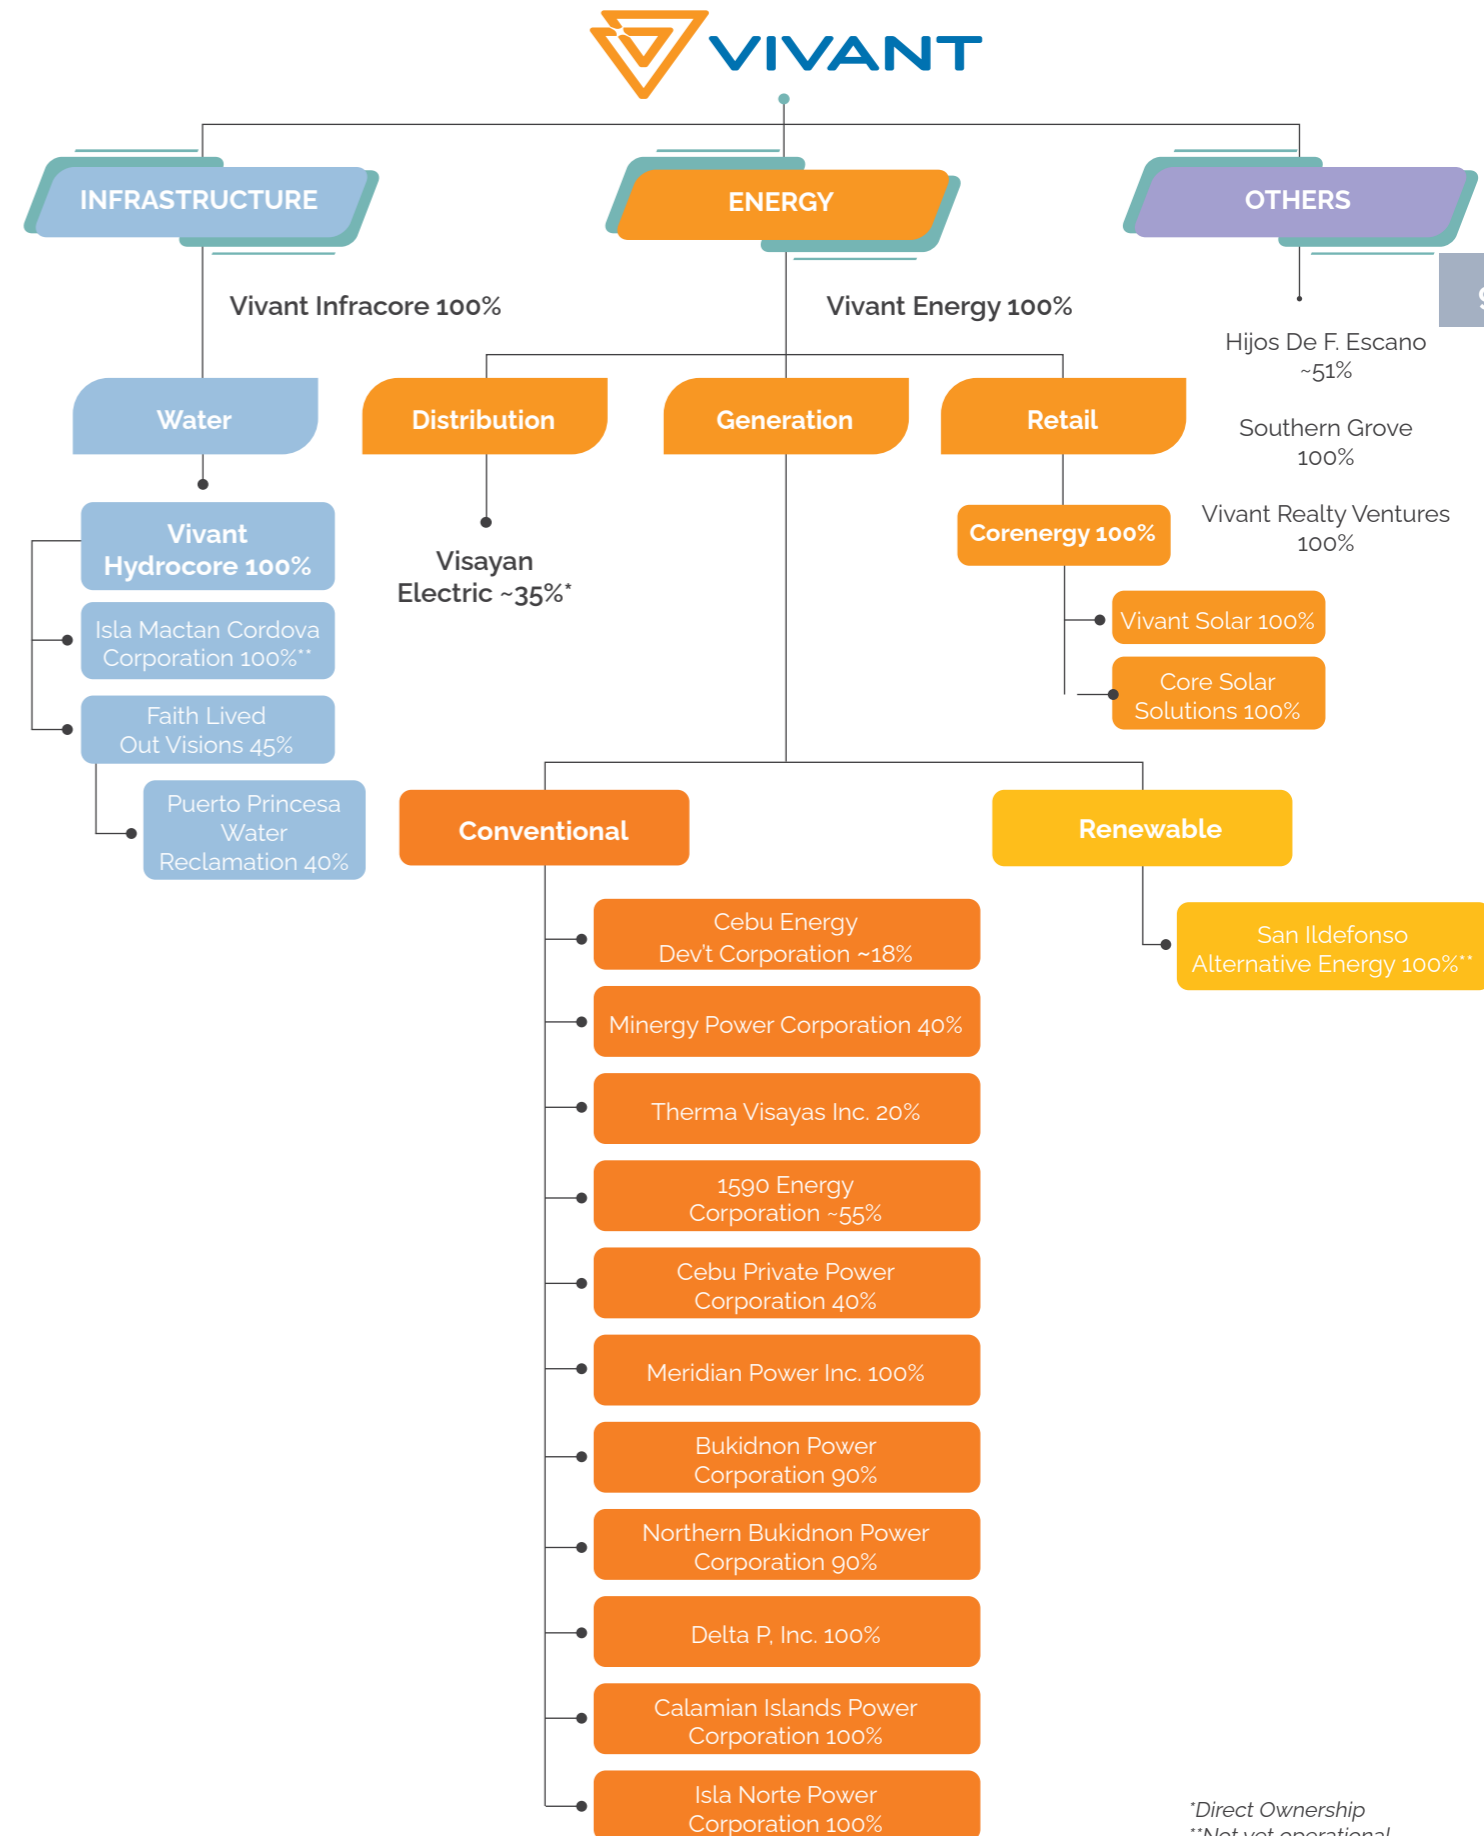 VIVANT
INFRASTRUCTURE
ENERGY
OTHERS
Vivant Infracore 100%
Vivant Energy 100%
Hijos De F. Escano
~51%
Southern Grove
100%
Vivant Realty Ventures
100%
Water
Distribution
Generation
Retail
Vivant
Hydrocore 100%
Isla Mactan Cordova
Corporation 100%**
Faith Lived
Out Visions 45%
Puerto Princesa
Water
Reclamation 40%
Visayan
Electric ~35%*
Corenergy 100%
Vivant Solar 100%
Core Solar
Solutions 100%
Conventional
Renewable
Cebu Energy
Dev't Corporation ~18%
Minergy Power Corporation 40%
Therma Visayas Inc. 20%
1590 Energy
Corporation ~55%
Cebu Private Power
Corporation 40%
Meridian Power Inc. 100%
Bukidnon Power
Corporation 90%
Northern Bukidnon Power
Corporation 90%
Delta P, Inc. 100%
Calamian Islands Power
Corporation 100%
Isla Norte Power
Corporation 100%
San Ildefonso
Alternative Energy 100%**
*Direct Ownership
**Not yet operational